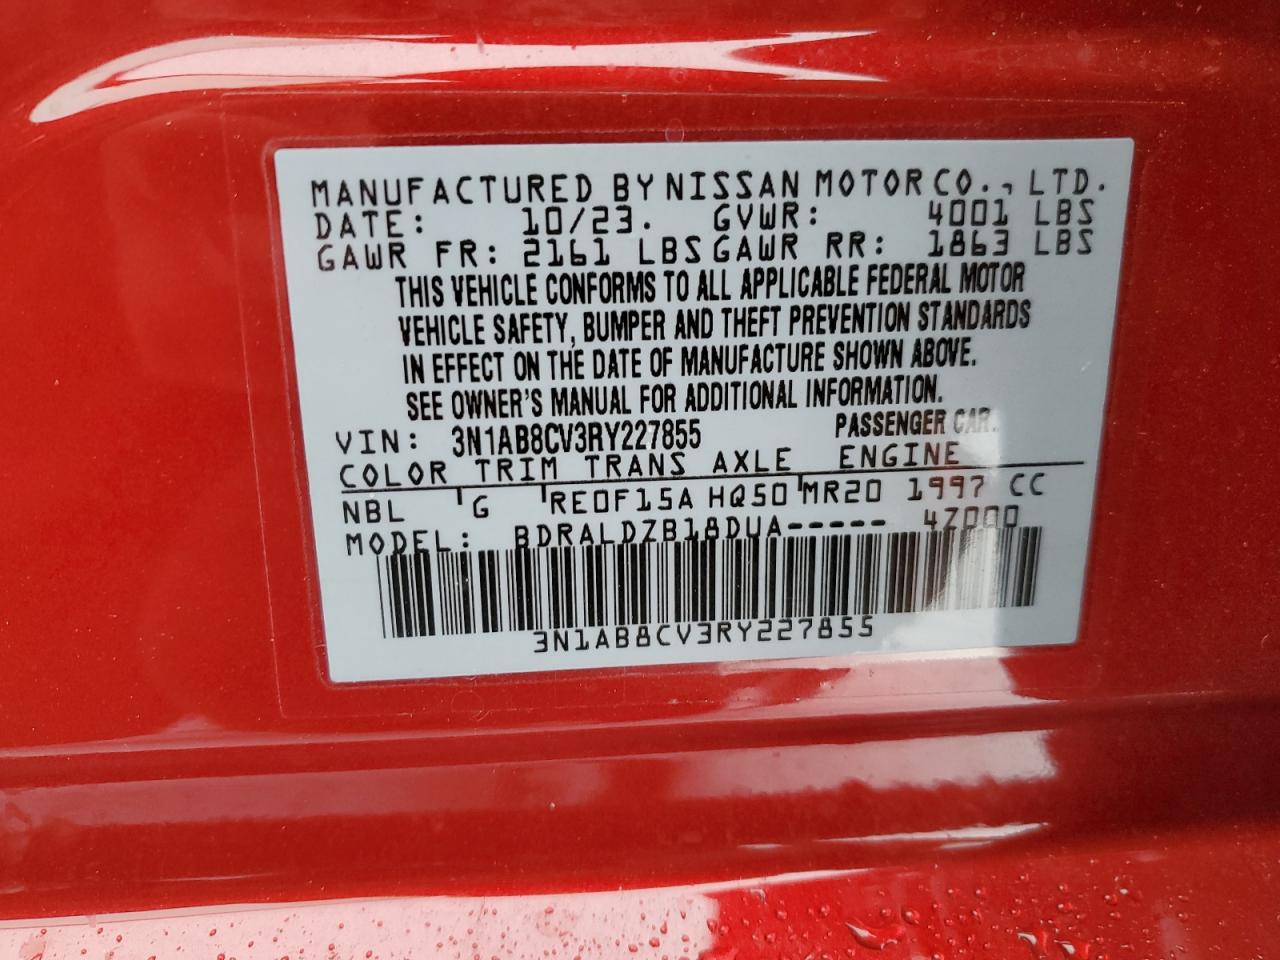 MANUFACTURED BY NISSAN MOTOR CO., LTD.
DATE: 10/23. GVWR: 4001 LBS
GAWR FR: 2161 LBS GAWR RR: 1863 LBS
THIS VEHICLE CONFORMS TO ALL APPLICABLE FEDERAL MOTOR
VEHICLE SAFETY, BUMPER AND THEFT PREVENTION STANDARDS
IN EFFECT ON THE DATE OF MANUFACTURE SHOWN ABOVE.
SEE OWNER'S MANUAL FOR ADDITIONAL INFORMATION.
VIN: 3N1AB8CV3RY227855 PASSENGER CAR.
COLOR TRIM TRANS AXLE ENGINE
NBL G RE0F15A HQ50 MR20 1997 CC
MODEL: BDRALDZB18DUA----- 4Z000
3N1AB8CV3RY227855